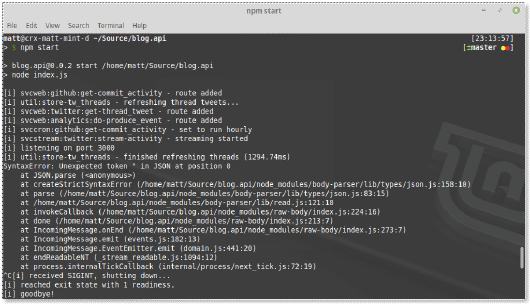 npm start
File Edit View Search Terminal Help
matt@crx-matt-mint-d ~/Source/blog.api [23:13:57]
> $ npm start [master
> blog.api@0.0.2 start /home/matt/Source/blog.api
> node index.js
[i] svcweb:github:get-commit_activity - route added
[i] util:store-tw_threads - refreshing thread tweets...
[i] svcweb:twitter:get-thread_tweet - route added
[i] svcweb:analytics:do-produce_event - route added
[i] svccron:github:get-commit_activity - set to run hourly
[i] svcstream:twitter:stream-activity - streaming started
[i] listening on port 3000
[i] util:store-tw_threads - finished refreshing threads (1294.74ms)
SyntaxError: Unexpected token " in JSON at position 0
at JSON.parse (<anonymous>)
at createStrictSyntaxError (/home/matt/Source/blog.api/node_modules/body-parser/lib/types/json.js:158:10)
at parse (/home/matt/Source/blog.api/node_modules/body-parser/lib/types/json.js:83:15)
at /home/matt/Source/blog.api/node_modules/body-parser/lib/read.js:121:18
at invokeCallback (/home/matt/Source/blog.api/node_modules/raw-body/index.js:224:16)
at done (/home/matt/Source/blog.api/node_modules/raw-body/index.js:213:7)
at IncomingMessage.onEnd (/home/matt/Source/blog.api/node_modules/raw-body/index.js:273:7)
at IncomingMessage.emit (events.js:182:13)
at IncomingMessage.EventEmitter.emit (domain.js:441:20)
at endReadableNT (_stream_readable.js:1094:12)
at process.internalTickCallback (internal/process/next_tick.js:72:19)
^C[i] received SIGINT, shutting down...
[i] reached exit state with 1 readiness.
[i] goodbye!